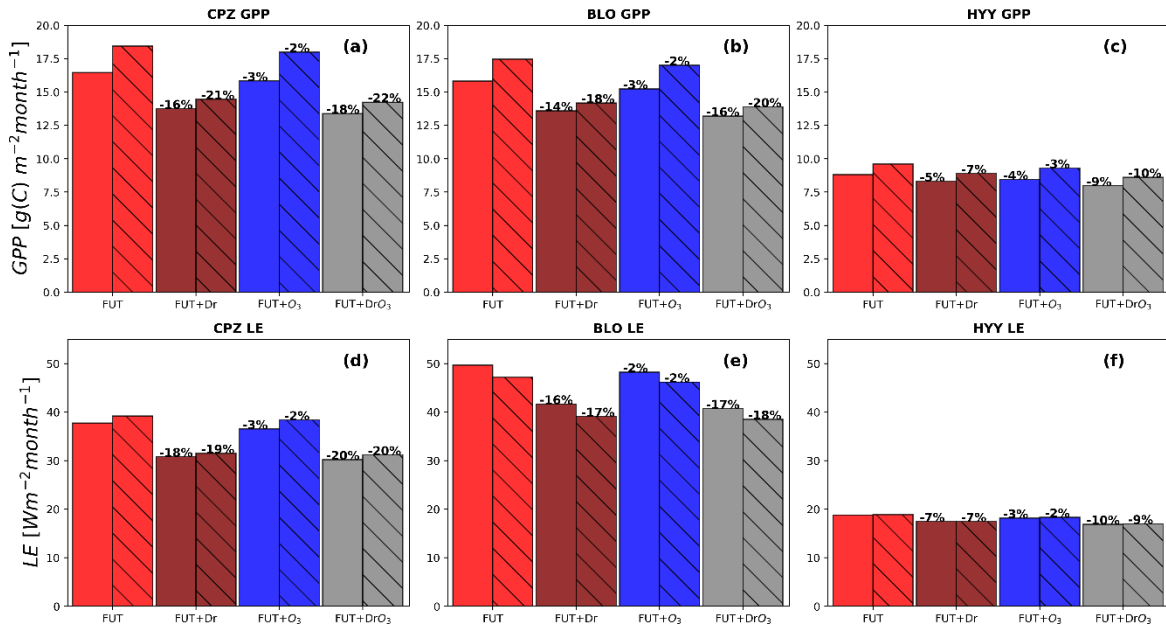 CPZ GPP
BLO GPP
HYY GPP
GPP [g(C) m⁻²month⁻¹]
20.0
17.5
15.0
12.5
10.0
7.5
5.0
2.5
0.0
(a)
-16%
-21%
-3%
-2%
-18%
-22%
FUT
FUT+Dr
FUT+O₃
FUT+DrO₃
20.0
17.5
15.0
12.5
10.0
7.5
5.0
2.5
0.0
(b)
-14%
-18%
-3%
-2%
-16%
-20%
FUT
FUT+Dr
FUT+O₃
FUT+DrO₃
20.0
17.5
15.0
12.5
10.0
7.5
5.0
2.5
0.0
(c)
-5%
-7%
-4%
-3%
-9%
-10%
FUT
FUT+Dr
FUT+O₃
FUT+DrO₃
CPZ LE
BLO LE
HYY LE
LE [Wm⁻²month⁻¹]
50
40
30
20
10
0
(d)
-18%
-19%
-3%
-2%
-20%
-20%
FUT
FUT+Dr
FUT+O₃
FUT+DrO₃
50
40
30
20
10
0
(e)
-16%
-17%
-2%
-2%
-17%
-18%
FUT
FUT+Dr
FUT+O₃
FUT+DrO₃
50
40
30
20
10
0
(f)
-7%
-7%
-3%
-2%
-10%
-9%
FUT
FUT+Dr
FUT+O₃
FUT+DrO₃